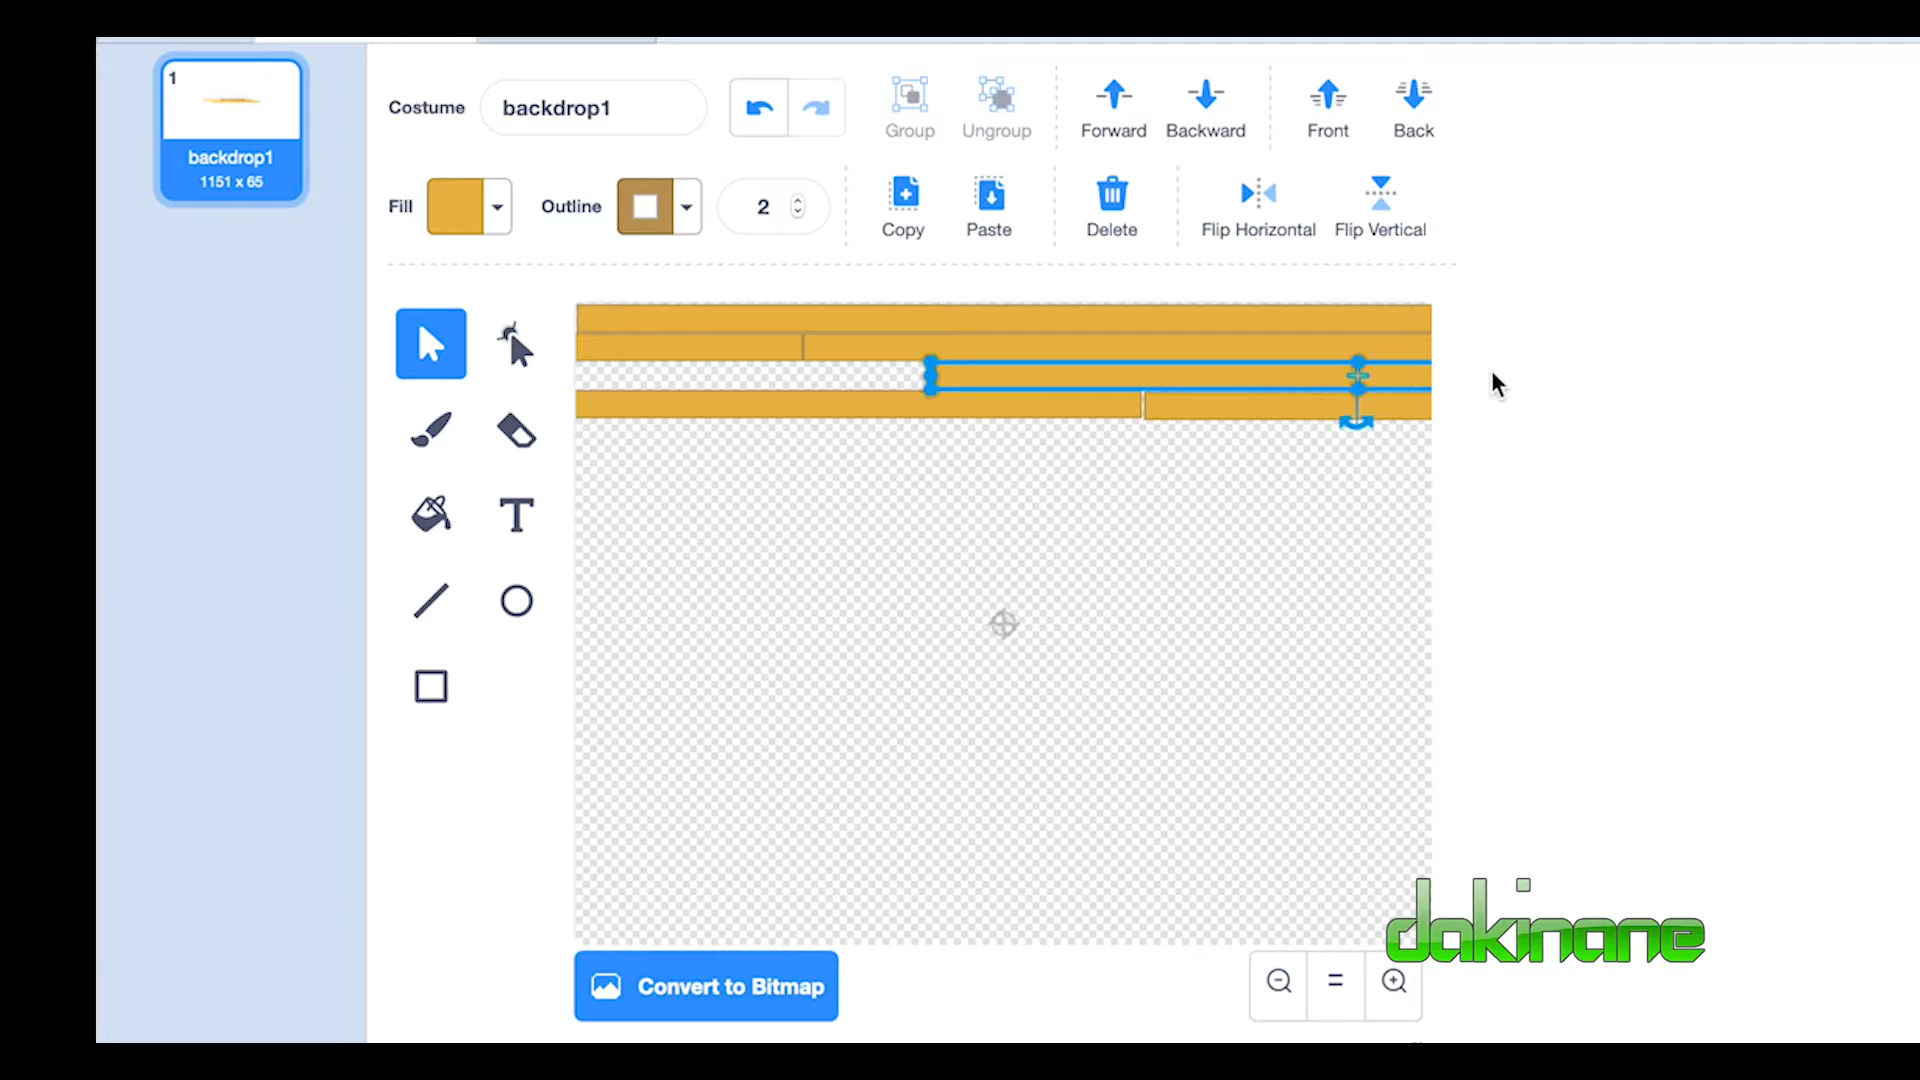 1
backdrop1
1151 x 65
Costume
backdrop1
Group
Ungroup
Forward
Backward
Front
Back
Fill
Outline
2
Copy
Paste
Delete
Flip Horizontal
Flip Vertical
T
Convert to Bitmap
=
dakinane